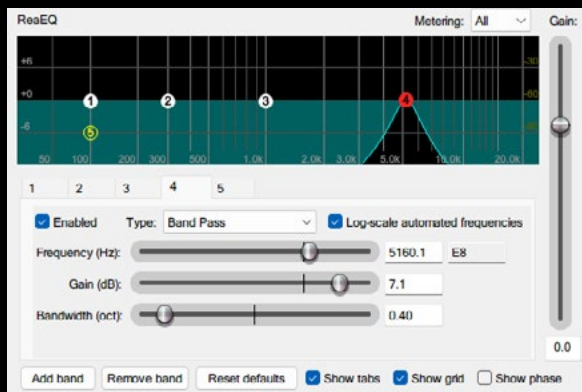 ReaEQ Metering: All Gain:
+6 -30
1 2 3 4
+0 -60
5
-6
50 100 200 300 500 1.0k 2.0k 3.0k 5.0k 10.0k 20.0k
1 2 3 4 5
Enabled Type: Band Pass Log-scale automated frequencies
Frequency (Hz): 5160.1 E8
Gain (dB): 7.1
Bandwidth (oct): 0.40
0.0
Add band Remove band Reset defaults Show tabs Show grid Show phase